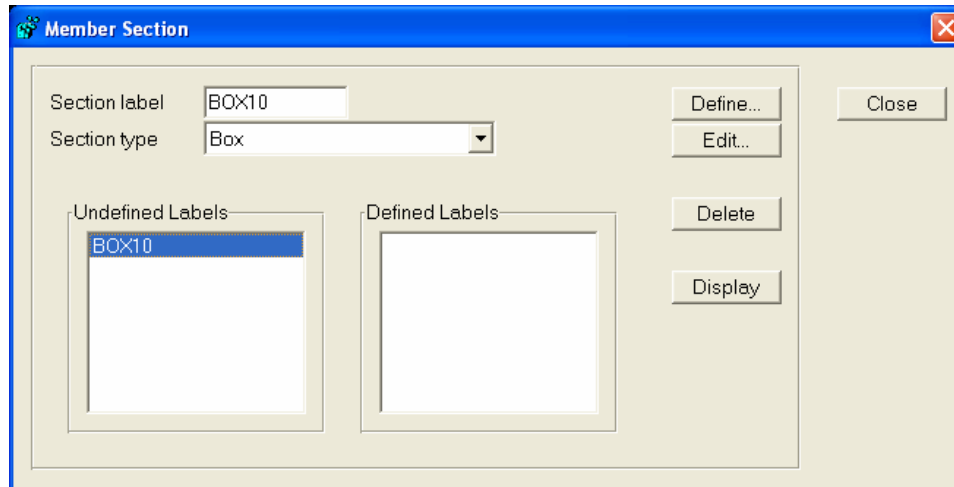 Member Section
Section label BOX10 Define... Close
Section type Box Edit...
Undefined Labels Defined Labels Delete
BOX10
Display